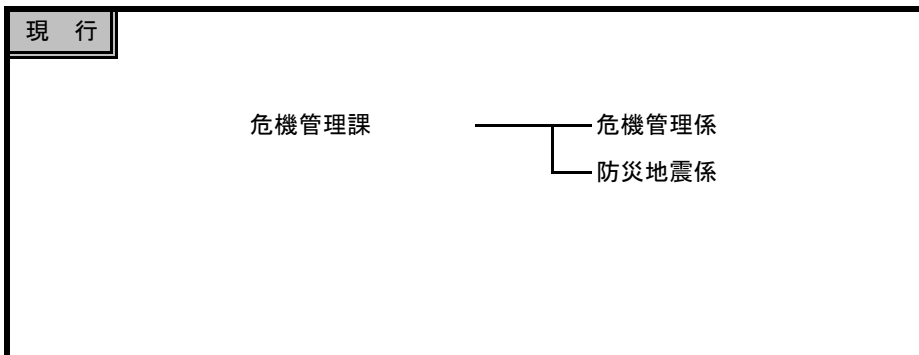 現　行
危機管理課　危機管理係
防災地震係